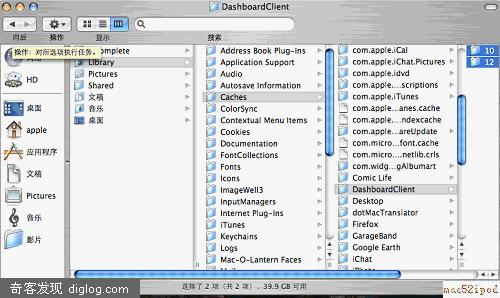 DashboardClient
向后 操作 显示 搜索
操作：对所选项执行任务。
HD
桌面
apple
应用程序
文稿
Pictures
音乐
影片
Library
Pictures
Shared
文稿
音乐
桌面
Address Book Plug-Ins
Application Support
Audio
Autosave Information
Caches
ColorSync
Contextual Menu Items
Cookies
Documentation
FontCollections
Fonts
Icons
ImageWell3
InputManagers
Internet Plug-Ins
iTunes
Keychains
Logs
Mac-O-Lantern Faces
com.apple.iCal
com.apple.iChat.Pictures
com.apple.idvd
com.apple...scriptions
com.apple.iTunes
com.apple...anes.cache
com.apple...ndexcache
com.apple...areUpdate
com.micro...font.cache
com.micro...netlib.crls
com.widg...gAlbumart
Comic Life
DashboardClient
Desktop
dotMacTranslator
Firefox
GarageBand
Google Earth
iChat
10
12
选择了 2 项（共 2 项），39.9 GB 可用
奇客发现 diglog.com
mac52ipod